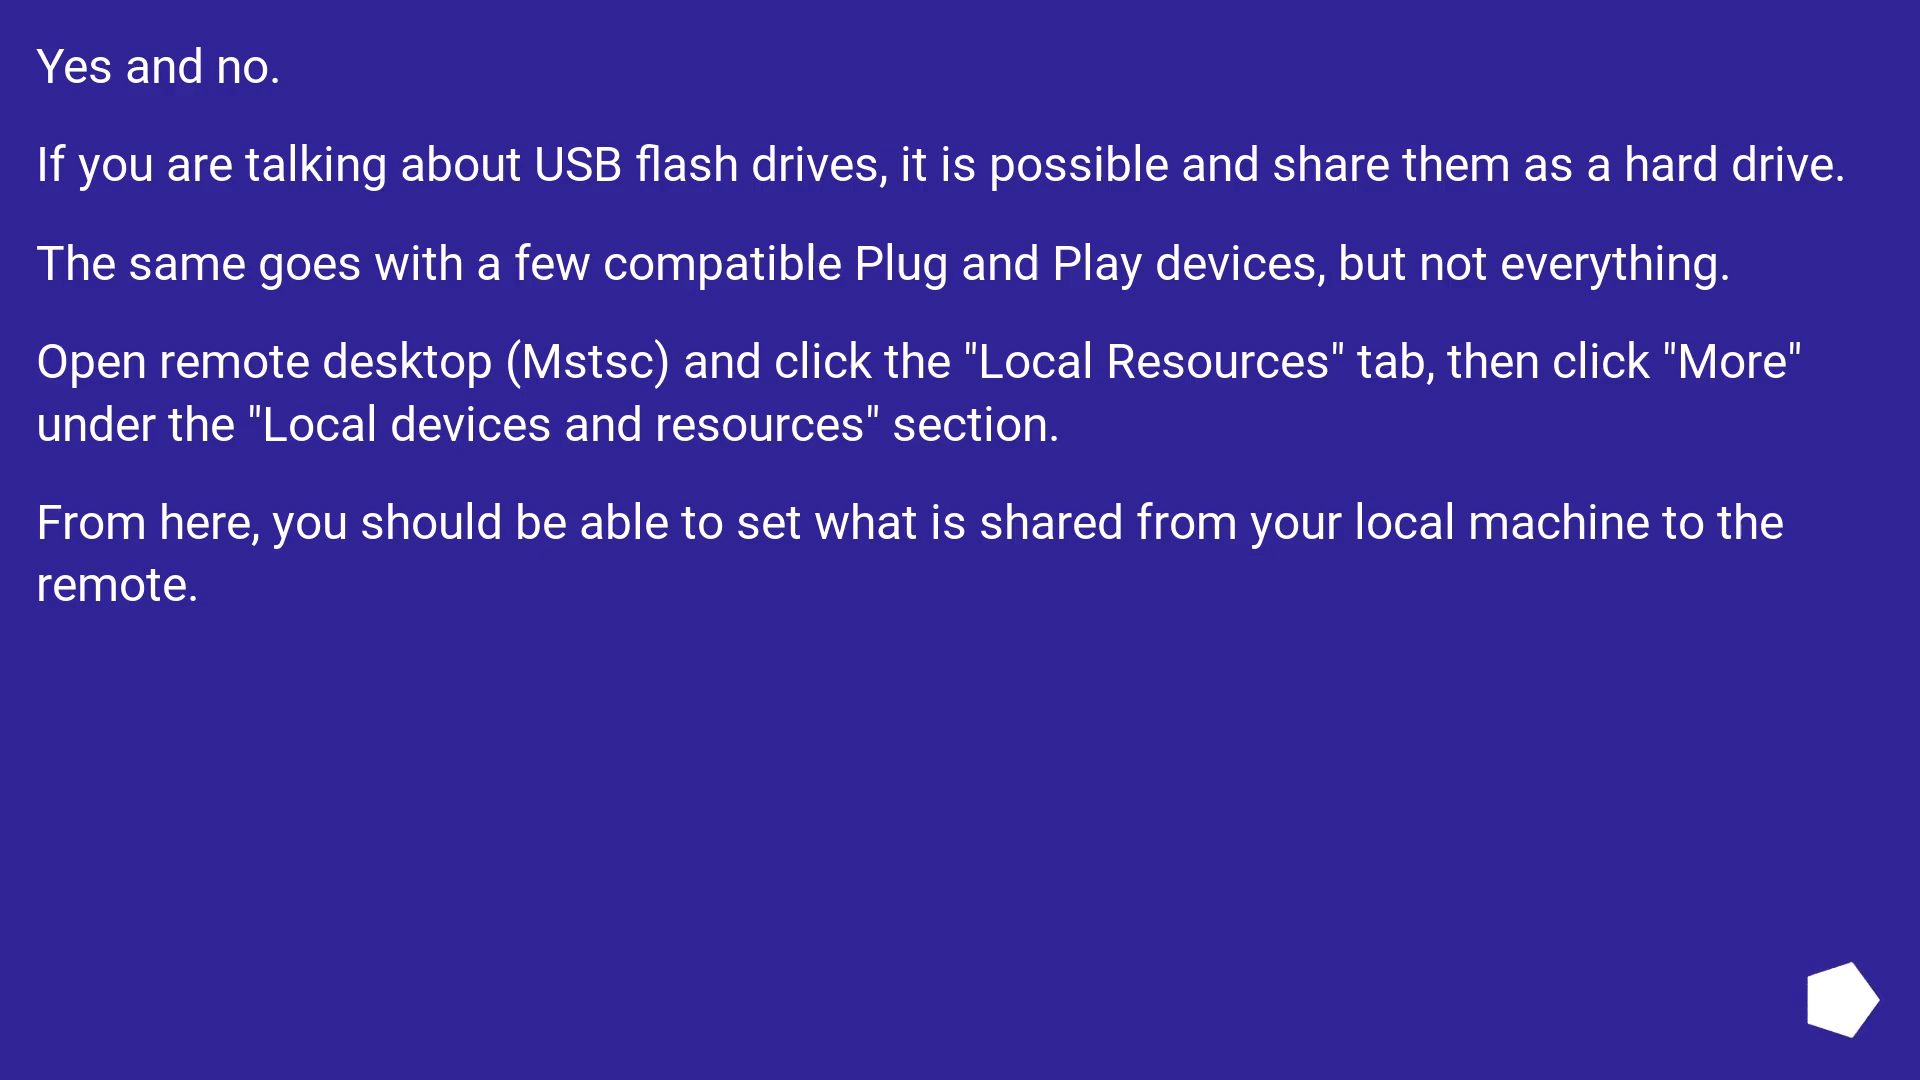 Yes and no.
If you are talking about USB flash drives, it is possible and share them as a hard drive.
The same goes with a few compatible Plug and Play devices, but not everything.
Open remote desktop (Mstsc) and click the "Local Resources" tab, then click "More"
under the "Local devices and resources" section.
From here, you should be able to set what is shared from your local machine to the
remote.